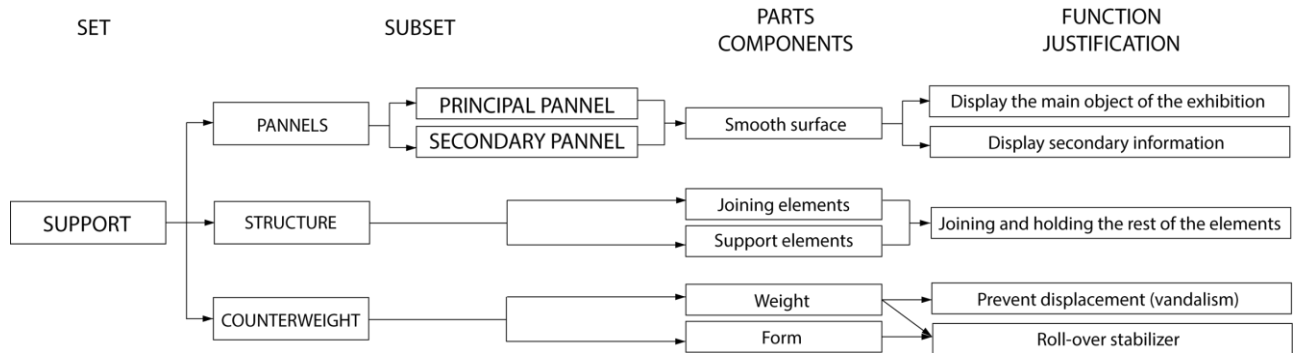 SET
SUBSET
PARTS
COMPONENTS
FUNCTION
JUSTIFICATION
SUPPORT
PANNELS
PRINCIPAL PANNEL
SECONDARY PANNEL
Smooth surface
Display the main object of the exhibition
Display secondary information
STRUCTURE
Joining elements
Support elements
Joining and holding the rest of the elements
COUNTERWEIGHT
Weight
Form
Prevent displacement (vandalism)
Roll-over stabilizer